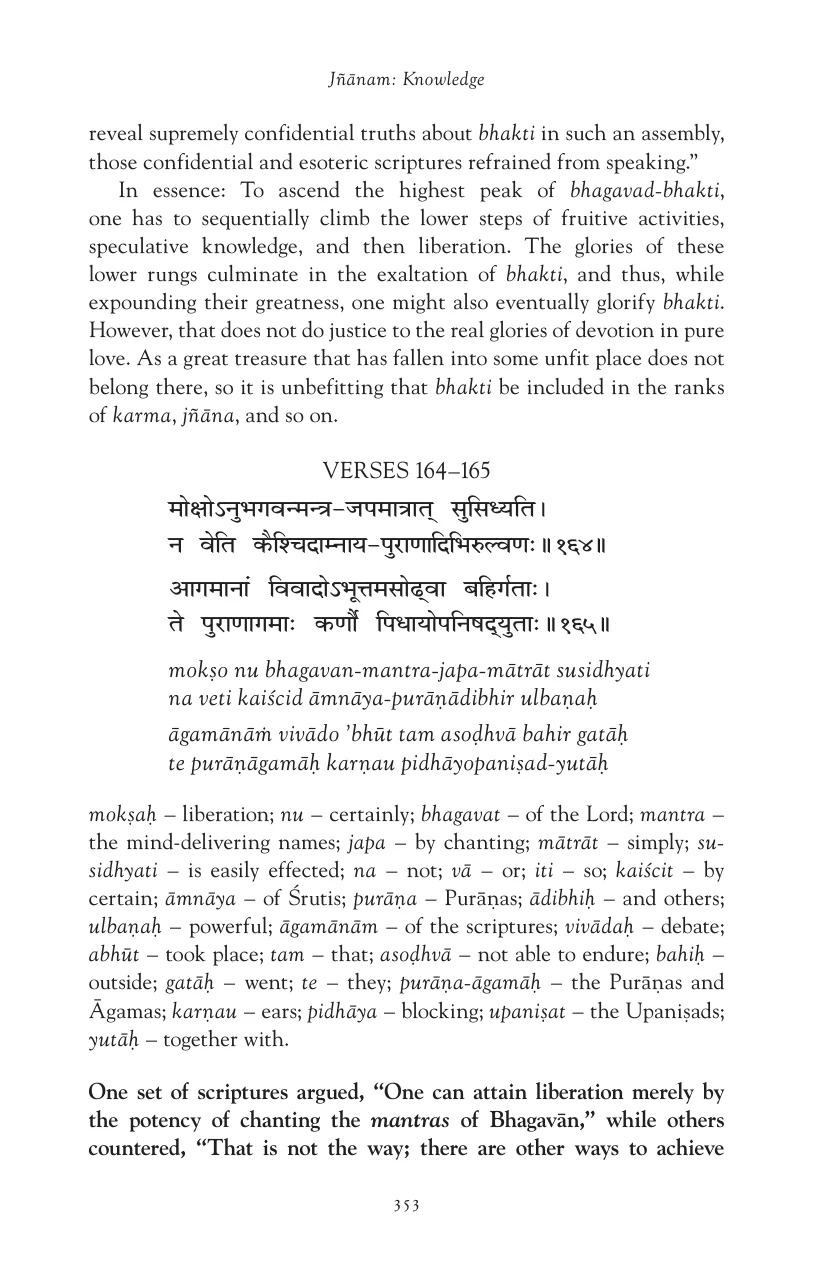 Jñānam: Knowledge
reveal supremely confidential truths about bhakti in such an assembly,
those confidential and esoteric scriptures refrained from speaking.”
In essence: To ascend the highest peak of bhagavad-bhakti,
one has to sequentially climb the lower steps of fruitive activities,
speculative knowledge, and then liberation. The glories of these
lower rungs culminate in the exaltation of bhakti, and thus, while
expounding their greatness, one might also eventually glorify bhakti.
However, that does not do justice to the real glories of devotion in pure
love. As a great treasure that has fallen into some unfit place does not
belong there, so it is unbefitting that bhakti be included in the ranks
of karma, jñāna, and so on.
VERSES 164–165
मोक्षोऽनुभगवन्मन्त्र–जपमात्रात् सुसिध्यति।
न वेति कैश्चिदाम्नाय–पुराणादिभिरुल्वणः॥१६४॥
आगमानां विवादोऽभूत्तमसोढ्वा बहिर्गताः।
ते पुराणागमाः कर्णौ पिधायोपनिषद्युताः॥१६५॥
mokṣo nu bhagavan-mantra-japa-mātrāt susidhyati
na veti kaiścid āmnāya-purāṇādibhir ulbaṇaḥ
āgamānāṁ vivādo ’bhūt tam asoḍhvā bahir gatāḥ
te purāṇāgamāḥ karṇau pidhāyopaniṣad-yutāḥ
mokṣaḥ – liberation; nu – certainly; bhagavat – of the Lord; mantra –
the mind-delivering names; japa – by chanting; mātrāt – simply; su-
sidhyati – is easily effected; na – not; vā – or; iti – so; kaiścit – by
certain; āmnāya – of Śrutis; purāṇa – Purāṇas; ādibhiḥ – and others;
ulbaṇaḥ – powerful; āgamānām – of the scriptures; vivādaḥ – debate;
abhūt – took place; tam – that; asoḍhvā – not able to endure; bahiḥ –
outside; gatāḥ – went; te – they; purāṇa-āgamāḥ – the Purāṇas and
Āgamas; karṇau – ears; pidhāya – blocking; upaniṣat – the Upaniṣads;
yutāḥ – together with.
One set of scriptures argued, “One can attain liberation merely by
the potency of chanting the mantras of Bhagavān,” while others
countered, “That is not the way; there are other ways to achieve
353